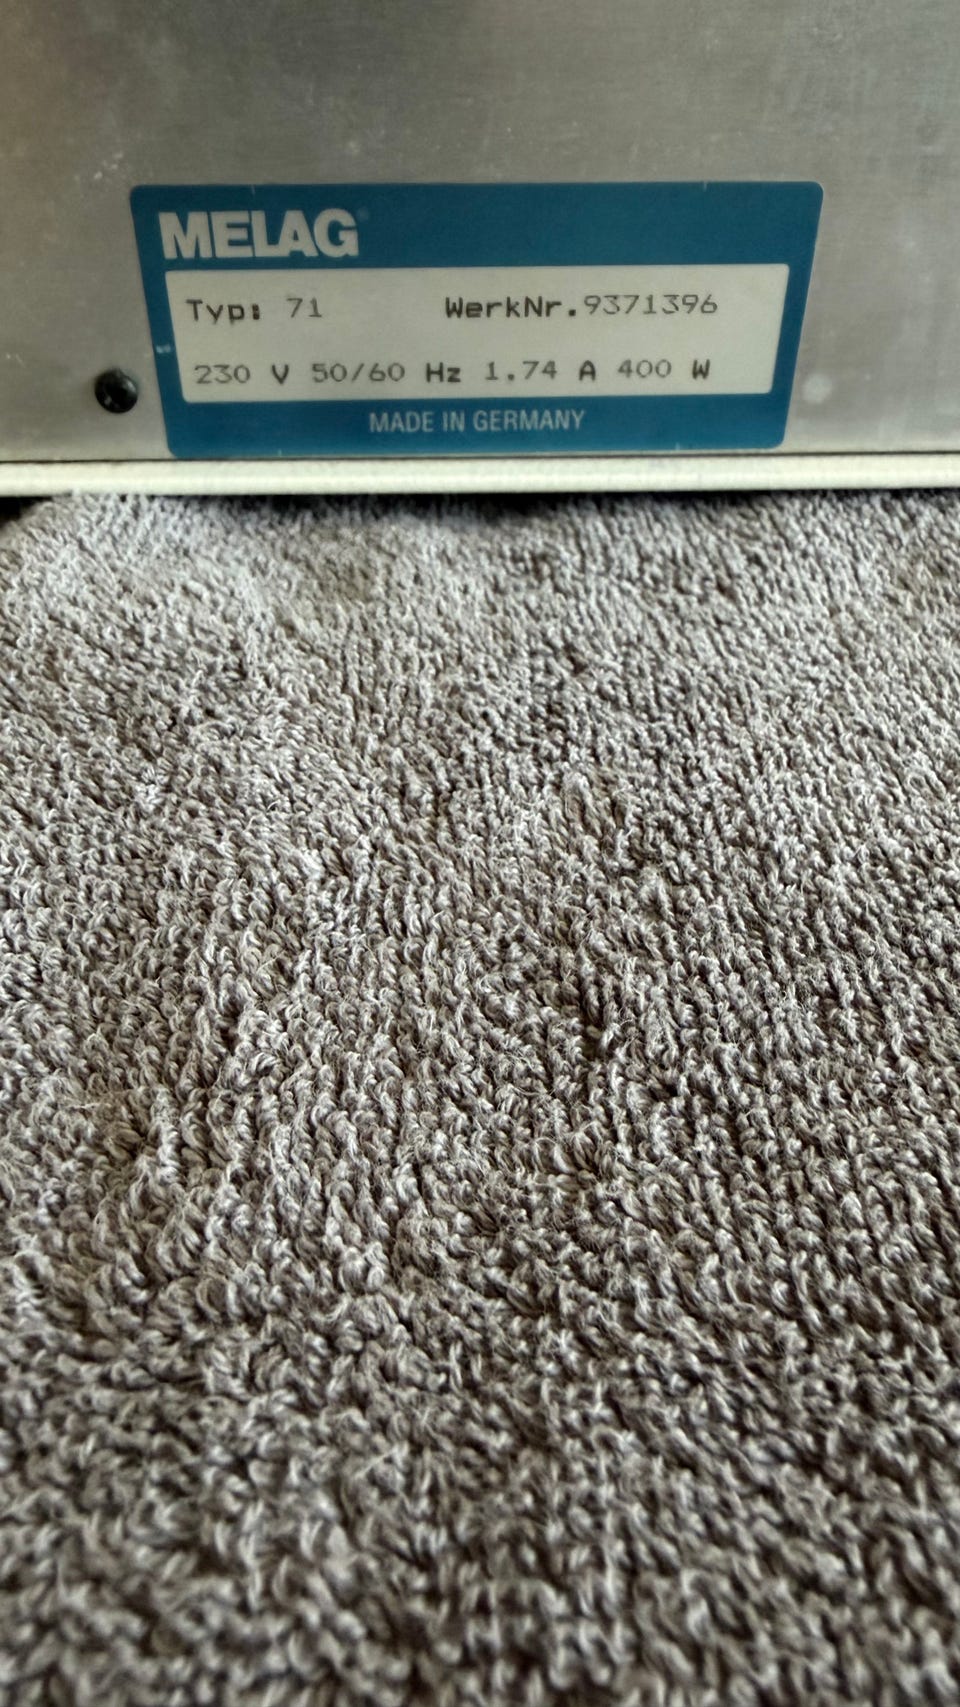 MELAG
Typ: 71 WerkNr.9371396
230 V 50/60 Hz 1.74 A 400 W
MADE IN GERMANY